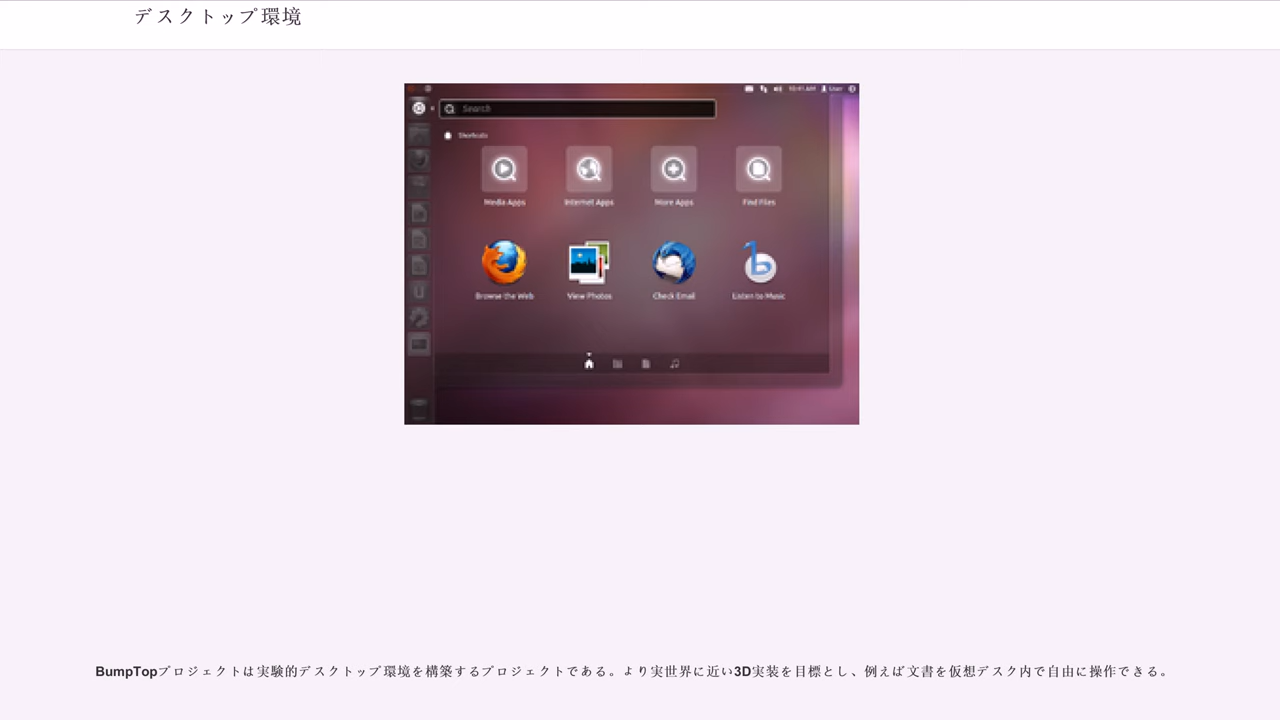 デスクトップ環境
10:41 AM User
Search
Shortcuts
Media Apps Internet Apps More Apps Find Files
Browse the Web View Photos Check Email Listen to Music
BumpTopプロジェクトは実験的デスクトップ環境を構築するプロジェクトである。より実世界に近い3D実装を目標とし、例えば文書を仮想デスク内で自由に操作できる。